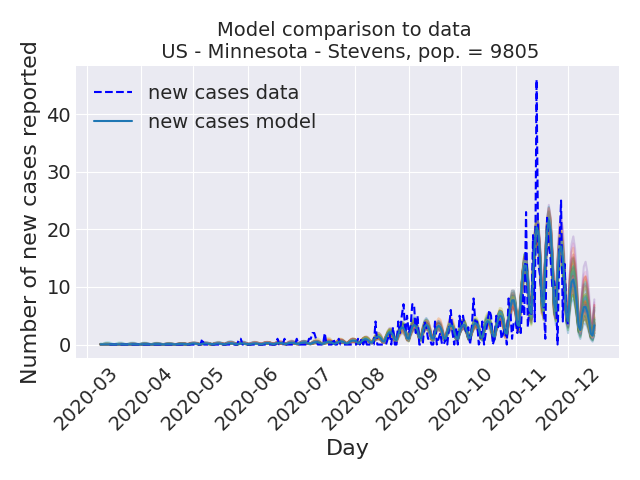 Model comparison to data
US - Minnesota - Stevens, pop. = 9805
Number of new cases reported
40
30
20
10
0
new cases data
new cases model
2020-03
2020-04
2020-05
2020-06
2020-07
2020-08
2020-09
2020-10
2020-11
2020-12
Day